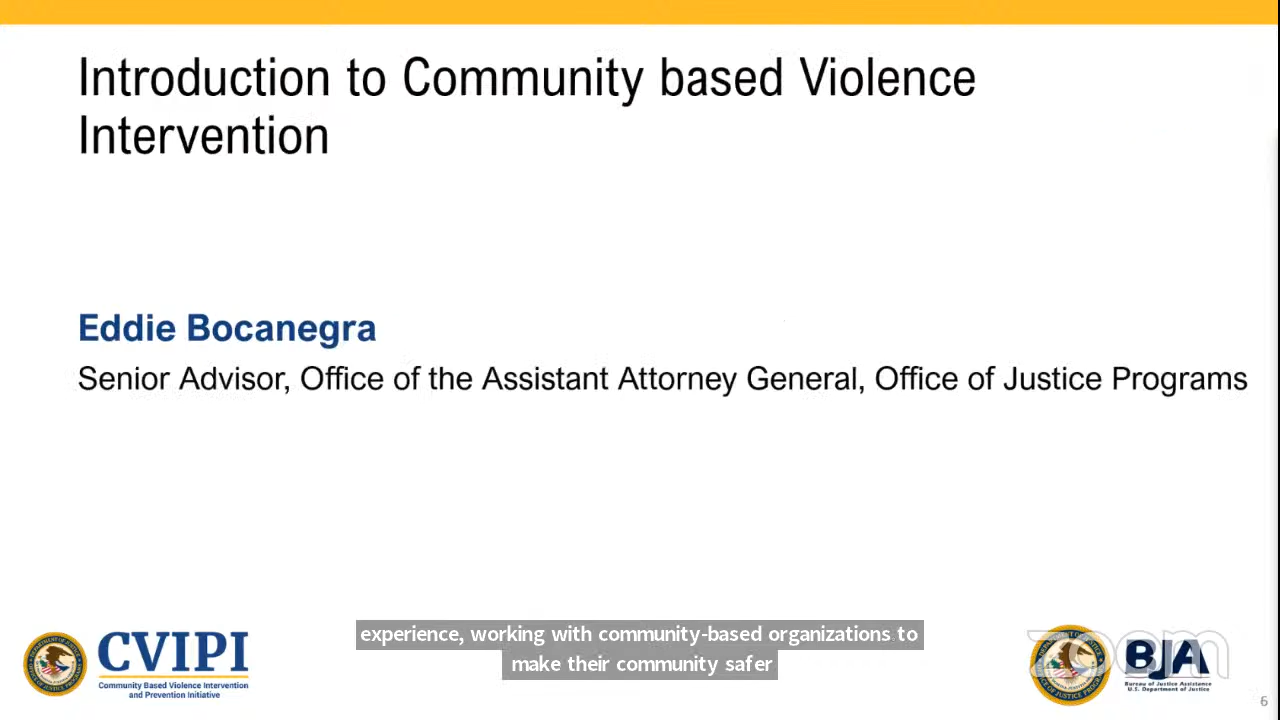 Introduction to Community based Violence
Intervention
Eddie Bocanegra
Senior Advisor, Office of the Assistant Attorney General, Office of Justice Programs
experience, working with community-based organizations to
make their community safer
CVIPI
Community Based Violence Intervention
and Prevention Initiative
zoom
BJA
Bureau of Justice Assistance
U.S. Department of Justice
6